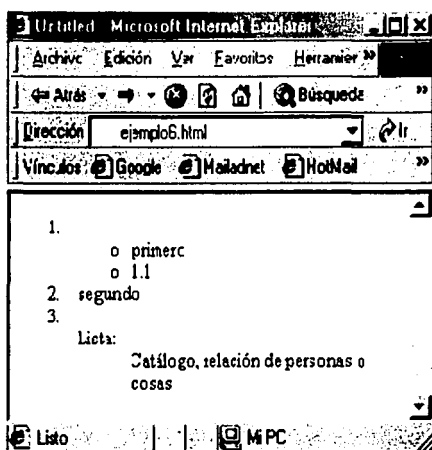 Untitled Microsoft Internet Explorer
Archivo Edición Ver Favoritos Herramier »
Atrás Búsqueda »
Dirección ejemplo6.html Ir
Vínculos Google Mailadnet HotMail »
1.
o primero
o 1.1
2. segundo
3.
Lista:
Catálogo, relación de personas o
cosas
Listo Mi PC